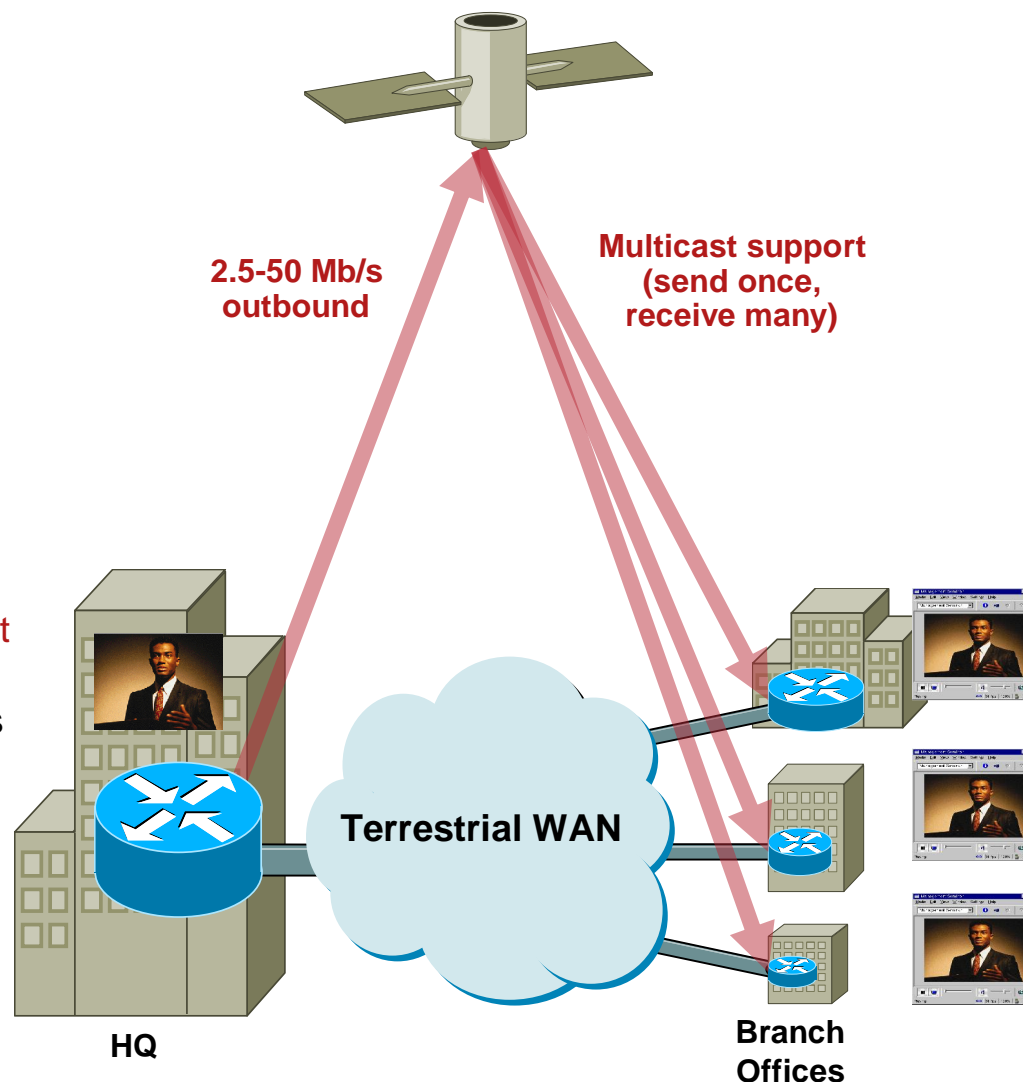 2.5-50 Mb/s
outbound
Multicast support
(send once,
receive many)
t
s
Terrestrial WAN
HQ
Branch
Offices